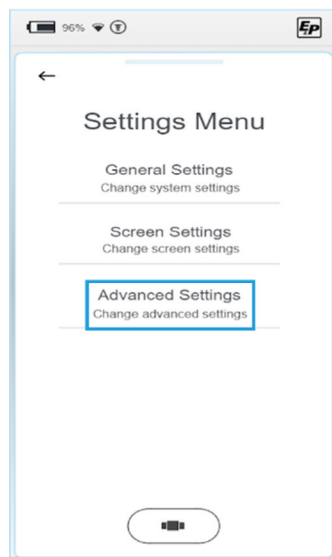 96%
EP
Settings Menu
General Settings
Change system settings
Screen Settings
Change screen settings
Advanced Settings
Change advanced settings